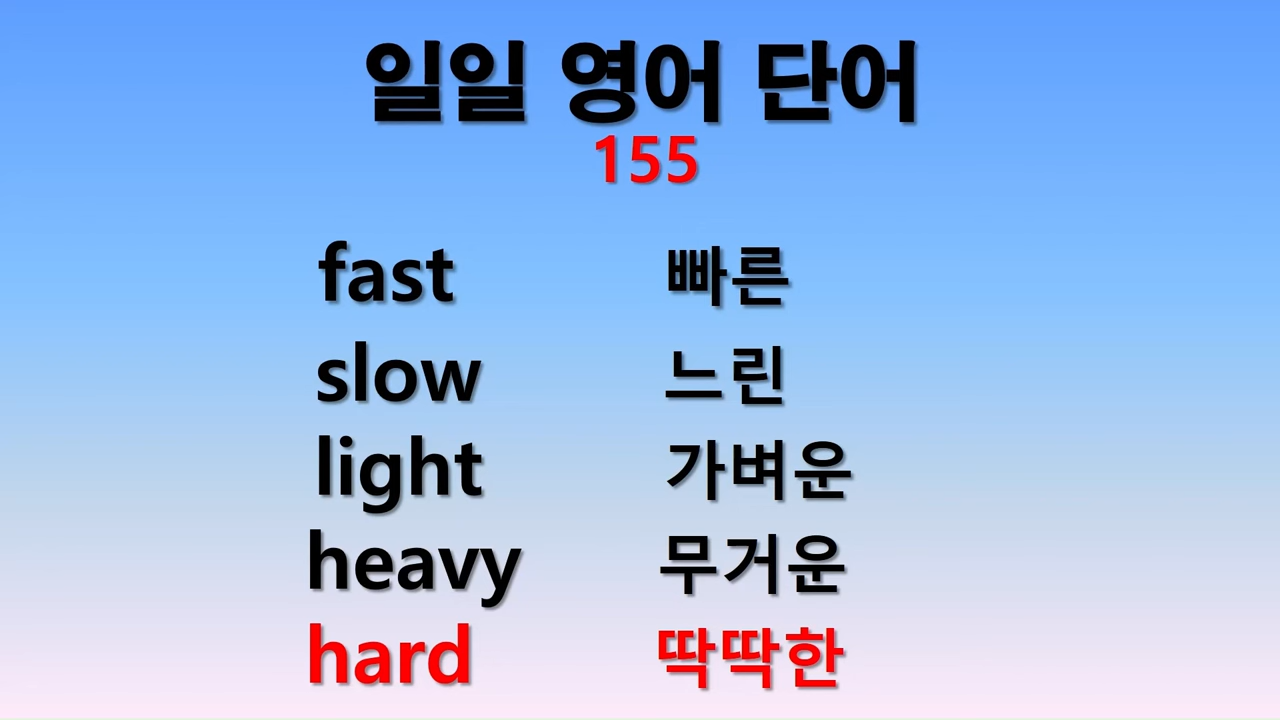 일일 영어 단어
155
fast 빠른
slow 느린
light 가벼운
heavy 무거운
hard 딱딱한